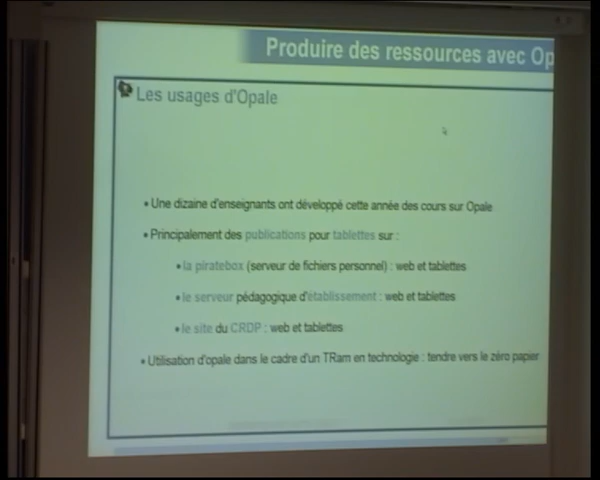 Produire des ressources avec Op
Les usages d'Opale
• Une dizaine d'enseignants ont développé cette année des cours sur Opale
• Principalement des publications pour tablettes sur :
• la piratebox (serveur de fichiers personnel) : web et tablettes
• le serveur pédagogique d'établissement : web et tablettes
• le site du CRDP : web et tablettes
• Utilisation d'opale dans le cadre d'un TRam en technologie : tendre vers le zéro papier